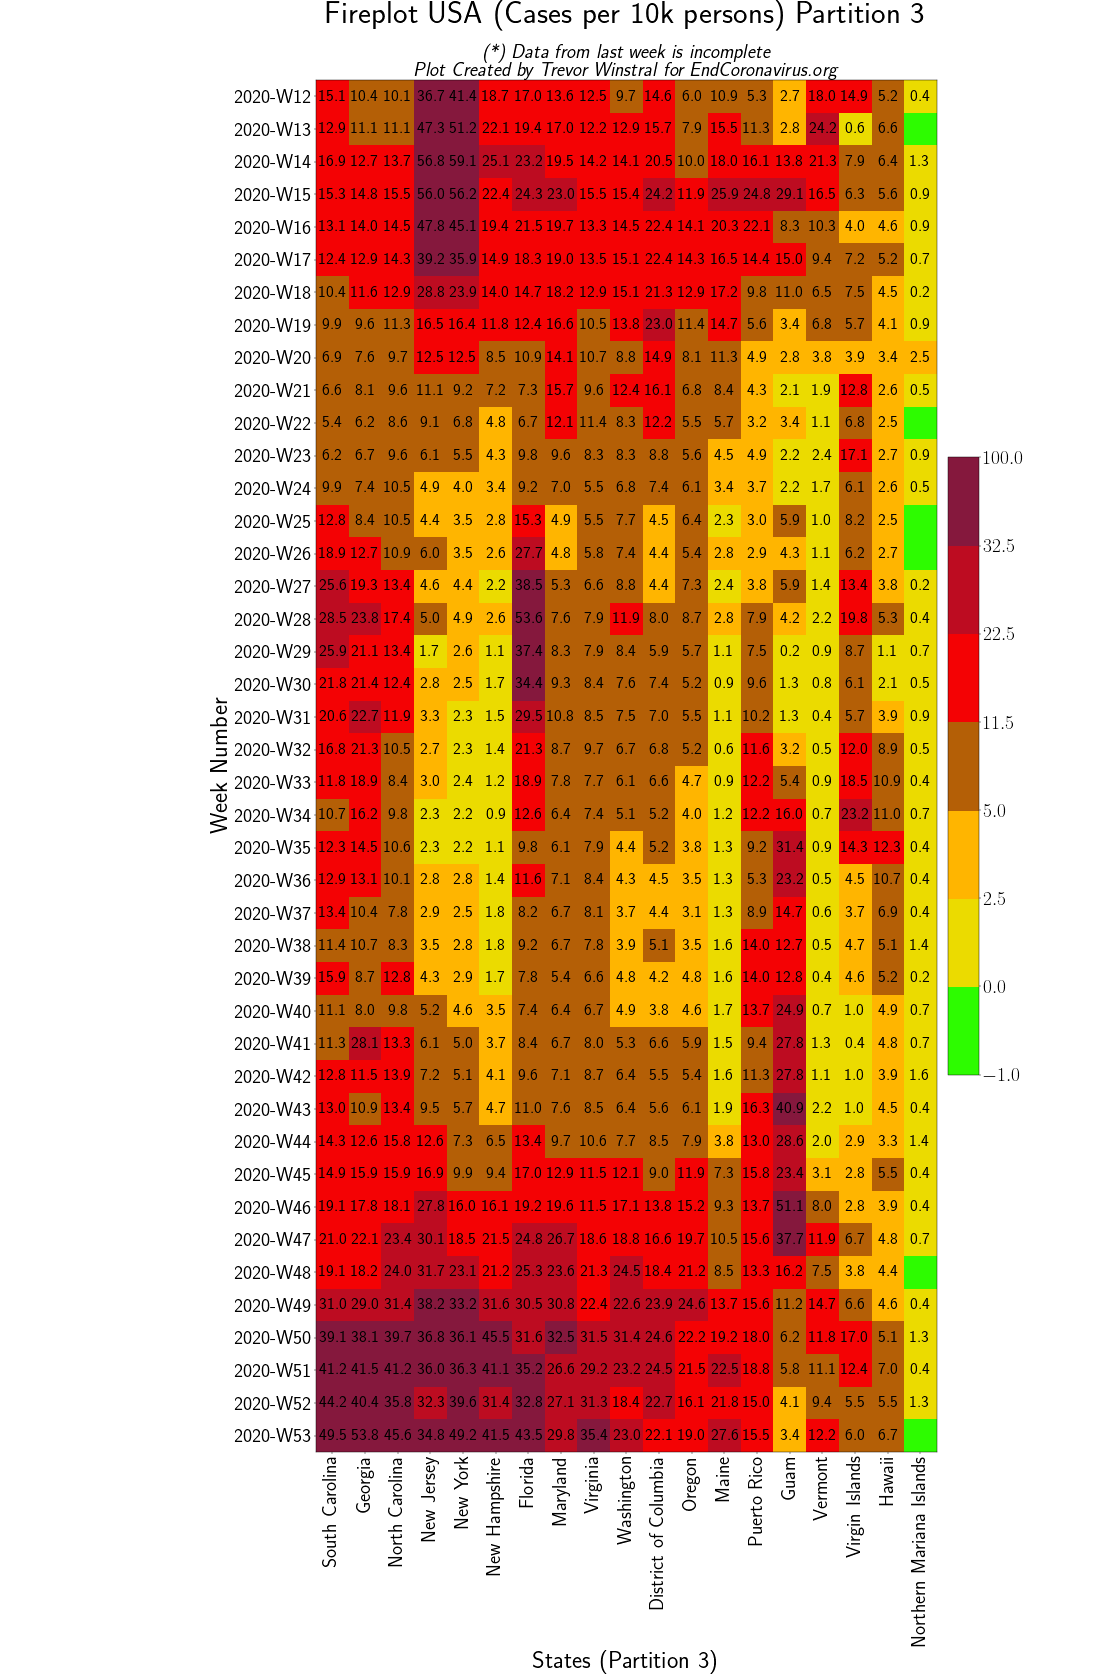 Fireplot USA (Cases per 10k persons) Partition 3
(*) Data from last week is incomplete
Plot Created by Trevor Winstral for EndCoronavirus.org
2020-W12 15.1 10.4 10.1 36.7 41.4 18.7 17.0 13.6 12.5 9.7 14.6 6.0 10.9 5.3 2.7 18.0 14.9 5.2 0.4
2020-W13 12.9 11.1 11.1 47.3 51.2 22.1 19.4 17.0 12.2 12.9 15.7 7.9 15.5 11.3 2.8 24.2 0.6 6.6
2020-W14 16.9 12.7 13.7 56.8 59.1 25.1 23.2 19.5 14.2 14.1 20.5 10.0 18.0 16.1 13.8 21.3 7.9 6.4 1.3
2020-W15 15.3 14.8 15.5 56.0 56.2 22.4 24.3 23.0 15.5 15.4 24.2 11.9 25.9 24.8 29.1 16.5 6.3 5.6 0.9
2020-W16 13.1 14.0 14.5 47.8 45.1 19.4 21.5 19.7 13.3 14.5 22.4 14.1 20.3 22.1 8.3 10.3 4.0 4.6 0.9
2020-W17 12.4 12.9 14.3 39.2 35.9 14.9 18.3 19.0 13.5 15.1 22.4 14.3 16.5 14.4 15.0 9.4 7.2 5.2 0.7
2020-W18 10.4 11.6 12.9 28.8 23.9 14.0 14.7 18.2 12.9 15.1 21.3 12.9 17.2 9.8 11.0 6.5 7.5 4.5 0.2
2020-W19 9.9 9.6 11.3 16.5 16.4 11.8 12.4 16.6 10.5 13.8 23.0 11.4 14.7 5.6 3.4 6.8 5.7 4.1 0.9
2020-W20 6.9 7.6 9.7 12.5 12.5 8.5 10.9 14.1 10.7 8.8 14.9 8.1 11.3 4.9 2.8 3.8 3.9 3.4 2.5
2020-W21 6.6 8.1 9.6 11.1 9.2 7.2 7.3 15.7 9.6 12.4 16.1 6.8 8.4 4.3 2.1 1.9 12.8 2.6 0.5
2020-W22 5.4 6.2 8.6 9.1 6.8 4.8 6.7 12.1 11.4 8.3 12.2 5.5 5.7 3.2 3.4 1.1 6.8 2.5
2020-W23 6.2 6.7 9.6 6.1 5.5 4.3 9.8 9.6 8.3 8.3 8.8 5.6 4.5 4.9 2.2 2.4 17.1 2.7 0.9
2020-W24 9.9 7.4 10.5 4.9 4.0 3.4 9.2 7.0 5.5 6.8 7.4 6.1 3.4 3.7 2.2 1.7 6.1 2.6 0.5
2020-W25 12.8 8.4 10.5 4.4 3.5 2.8 15.3 4.9 5.5 7.7 4.5 6.4 2.3 3.0 5.9 1.0 8.2 2.5
2020-W26 18.9 12.7 10.9 6.0 3.5 2.6 27.7 4.8 5.8 7.4 4.4 5.4 2.8 2.9 4.3 1.1 6.2 2.7
2020-W27 25.6 19.3 13.4 4.6 4.4 2.2 38.5 5.3 6.6 8.8 4.4 7.3 2.4 3.8 5.9 1.4 13.4 3.8 0.2
2020-W28 28.5 23.8 17.4 5.0 4.9 2.6 53.6 7.6 7.9 11.9 8.0 8.7 2.8 7.9 4.2 2.2 19.8 5.3 0.4
2020-W29 25.9 21.1 13.4 1.7 2.6 1.1 37.4 8.3 7.9 8.4 5.9 5.7 1.1 7.5 0.2 0.9 8.7 1.1 0.7
2020-W30 21.8 21.4 12.4 2.8 2.5 1.7 34.4 9.3 8.4 7.6 7.4 5.2 0.9 9.6 1.3 0.8 6.1 2.1 0.5
2020-W31 20.6 22.7 11.9 3.3 2.3 1.5 29.5 10.8 8.5 7.5 7.0 5.5 1.1 10.2 1.3 0.4 5.7 3.9 0.9
2020-W32 16.8 21.3 10.5 2.7 2.3 1.4 21.3 8.7 9.7 6.7 6.8 5.2 0.6 11.6 3.2 0.5 12.0 8.9 0.5
2020-W33 11.8 18.9 8.4 3.0 2.4 1.2 18.9 7.8 7.7 6.1 6.6 4.7 0.9 12.2 5.4 0.9 18.5 10.9 0.4
2020-W34 10.7 16.2 9.8 2.3 2.2 0.9 12.6 6.4 7.4 5.1 5.2 4.0 1.2 12.2 16.0 0.7 23.2 11.0 0.7
2020-W35 12.3 14.5 10.6 2.3 2.2 1.1 9.8 6.1 7.9 4.4 5.2 3.8 1.3 9.2 31.4 0.9 14.3 12.3 0.4
2020-W36 12.9 13.1 10.1 2.8 2.8 1.4 11.6 7.1 8.4 4.3 4.5 3.5 1.3 5.3 23.2 0.5 4.5 10.7 0.4
2020-W37 13.4 10.4 7.8 2.9 2.5 1.8 8.2 6.7 8.1 3.7 4.4 3.1 1.3 8.9 14.7 0.6 3.7 6.9 0.4
2020-W38 11.4 10.7 8.3 3.5 2.8 1.8 9.2 6.7 7.8 3.9 5.1 3.5 1.6 14.0 12.7 0.5 4.7 5.1 1.4
2020-W39 15.9 8.7 12.8 4.3 2.9 1.7 7.8 5.4 6.6 4.8 4.2 4.8 1.6 14.0 12.8 0.4 4.6 5.2 0.2
2020-W40 11.1 8.0 9.8 5.2 4.6 3.5 7.4 6.4 6.7 4.9 3.8 4.6 1.7 13.7 24.9 0.7 1.0 4.9 0.7
2020-W41 11.3 28.1 13.3 6.1 5.0 3.7 8.4 6.7 8.0 5.3 6.6 5.9 1.5 9.4 27.8 1.3 0.4 4.8 0.7
2020-W42 12.8 11.5 13.9 7.2 5.1 4.1 9.6 7.1 8.7 6.4 5.5 5.4 1.6 11.3 27.8 1.1 1.0 3.9 1.6
2020-W43 13.0 10.9 13.4 9.5 5.7 4.7 11.0 7.6 8.5 6.4 5.6 6.1 1.9 16.3 40.9 2.2 1.0 4.5 0.4
2020-W44 14.3 12.6 15.8 12.6 7.3 6.5 13.4 9.7 10.6 7.7 8.5 7.9 3.8 13.0 28.6 2.0 2.9 3.3 1.4
2020-W45 14.9 15.9 15.9 16.9 9.9 9.4 17.0 12.9 11.5 12.1 9.0 11.9 7.3 15.8 23.4 3.1 2.8 5.5 0.4
2020-W46 19.1 17.8 18.1 27.8 16.0 16.1 19.2 19.6 11.5 17.1 13.8 15.2 9.3 13.7 51.1 8.0 2.8 3.9 0.4
2020-W47 21.0 22.1 23.4 30.1 18.5 21.5 24.8 26.7 18.6 18.8 16.6 19.7 10.5 15.6 37.7 11.9 6.7 4.8 0.7
2020-W48 19.1 18.2 24.0 31.7 23.1 21.2 25.3 23.6 21.3 24.5 18.4 21.2 8.5 13.3 16.2 7.5 3.8 4.4
2020-W49 31.0 29.0 31.4 38.2 33.2 31.6 30.5 30.8 22.4 22.6 23.9 24.6 13.7 15.6 11.2 14.7 6.6 4.6 0.4
2020-W50 39.1 38.1 39.7 36.8 36.1 45.5 31.6 32.5 31.5 31.4 24.6 22.2 19.2 18.0 6.2 11.8 17.0 5.1 1.3
2020-W51 41.2 41.5 41.2 36.0 36.3 41.1 35.2 26.6 29.2 23.2 24.5 21.5 22.5 18.8 5.8 11.1 12.4 7.0 0.4
2020-W52 44.2 40.4 35.8 32.3 39.6 31.4 32.8 27.1 31.3 18.4 22.7 16.1 21.8 15.0 4.1 9.4 5.5 5.5 1.3
2020-W53 49.5 53.8 45.6 34.8 49.2 41.5 43.5 29.8 35.4 23.0 22.1 19.0 27.6 15.5 3.4 12.2 6.0 6.7
Week Number
100.0
32.5
22.5
11.5
5.0
2.5
0.0
−1.0
South Carolina
Georgia
North Carolina
New Jersey
New York
New Hampshire
Florida
Maryland
Virginia
Washington
District of Columbia
Oregon
Maine
Puerto Rico
Guam
Vermont
Virgin Islands
Hawaii
Northern Mariana Islands
States (Partition 3)